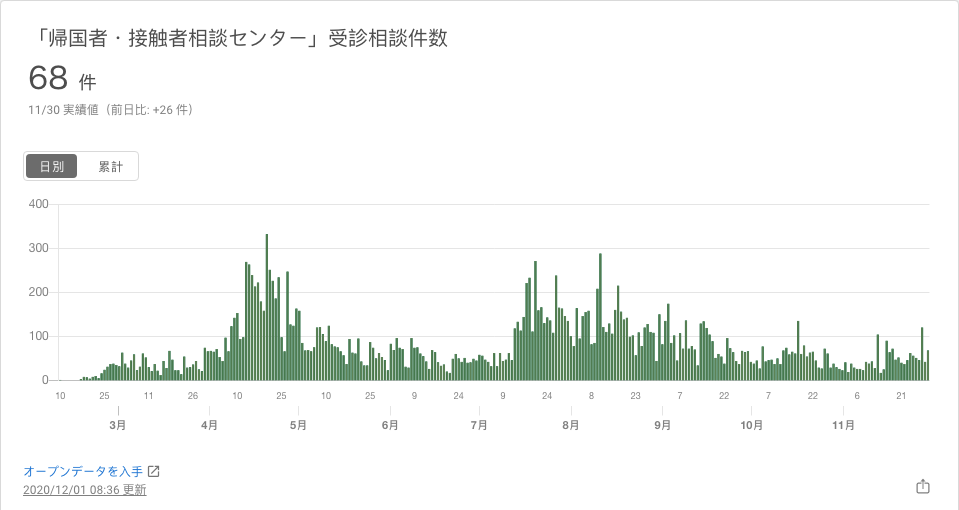 「帰国者・接触者相談センター」受診相談件数
68 件
11/30 実績値（前日比: +26 件）
日別 累計
400
300
200
100
0
10 25 11 26 10 25 10 25 9 24 9 24 8 23 7 22 7 22 6 21
3月 4月 5月 6月 7月 8月 9月 10月 11月
オープンデータを入手
2020/12/01 08:36 更新